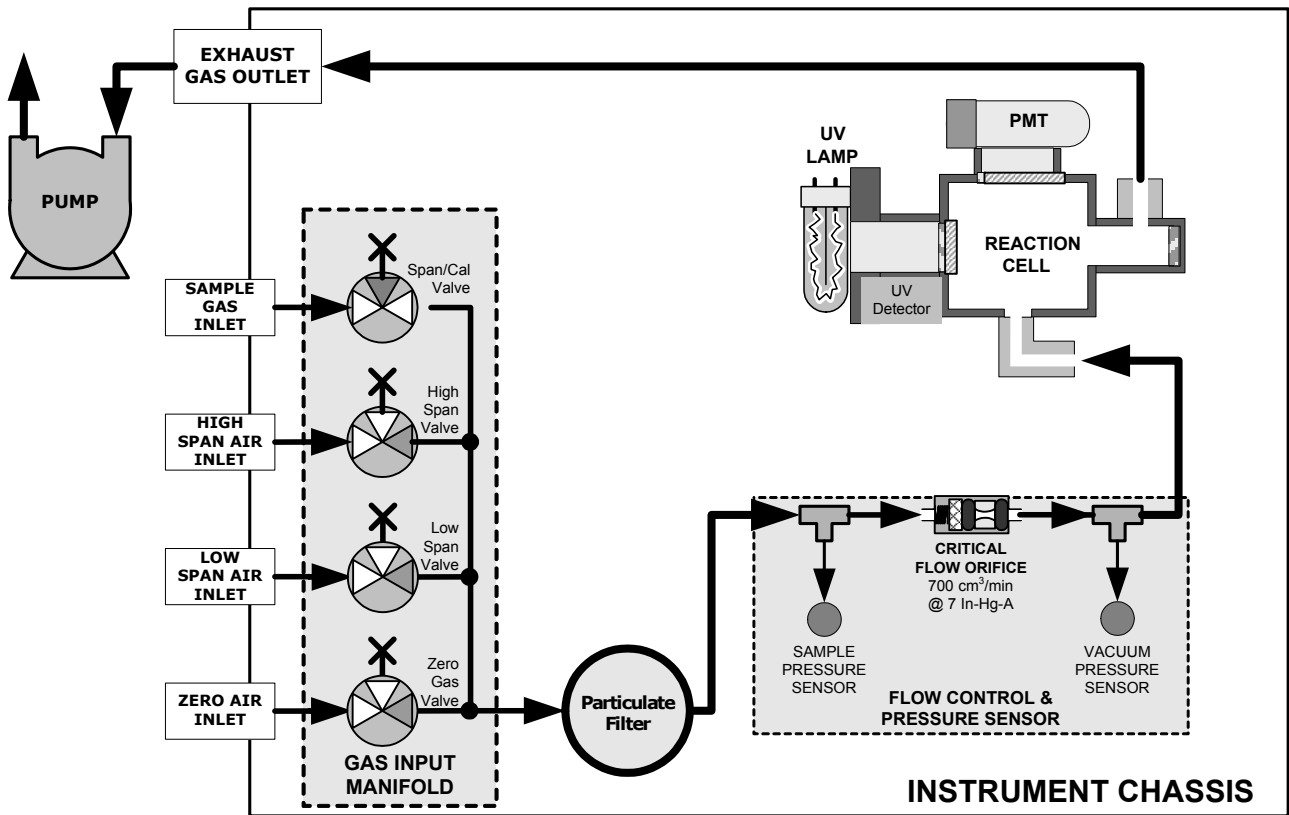 EXHAUST
GAS OUTLET
PUMP
UV
LAMP
PMT
REACTION
CELL
UV
Detector
SAMPLE
GAS
INLET
Span/Cal
Valve
HIGH
SPAN AIR
INLET
High
Span
Valve
LOW
SPAN AIR
INLET
Low
Span
Valve
ZERO AIR
INLET
Zero
Gas
Valve
GAS INPUT
MANIFOLD
Particulate
Filter
CRITICAL
FLOW ORIFICE
700 cm³/min
@ 7 In-Hg-A
SAMPLE
PRESSURE
SENSOR
VACUUM
PRESSURE
SENSOR
FLOW CONTROL &
PRESSURE SENSOR
INSTRUMENT CHASSIS